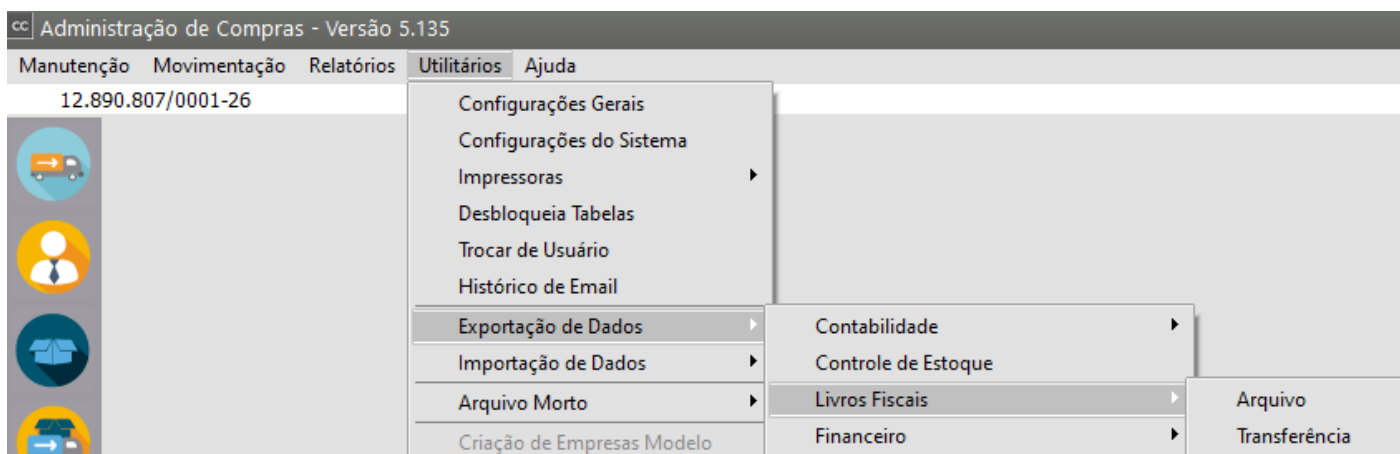 cc Administração de Compras - Versão 5.135
Manutenção Movimentação Relatórios Utilitários Ajuda
12.890.807/0001-26
Configurações Gerais
Configurações do Sistema
Impressoras
Desbloqueia Tabelas
Trocar de Usuário
Histórico de Email
Exportação de Dados
Importação de Dados
Arquivo Morto
Criação de Empresas Modelo
Contabilidade
Controle de Estoque
Livros Fiscais
Financeiro
Arquivo
Transferência